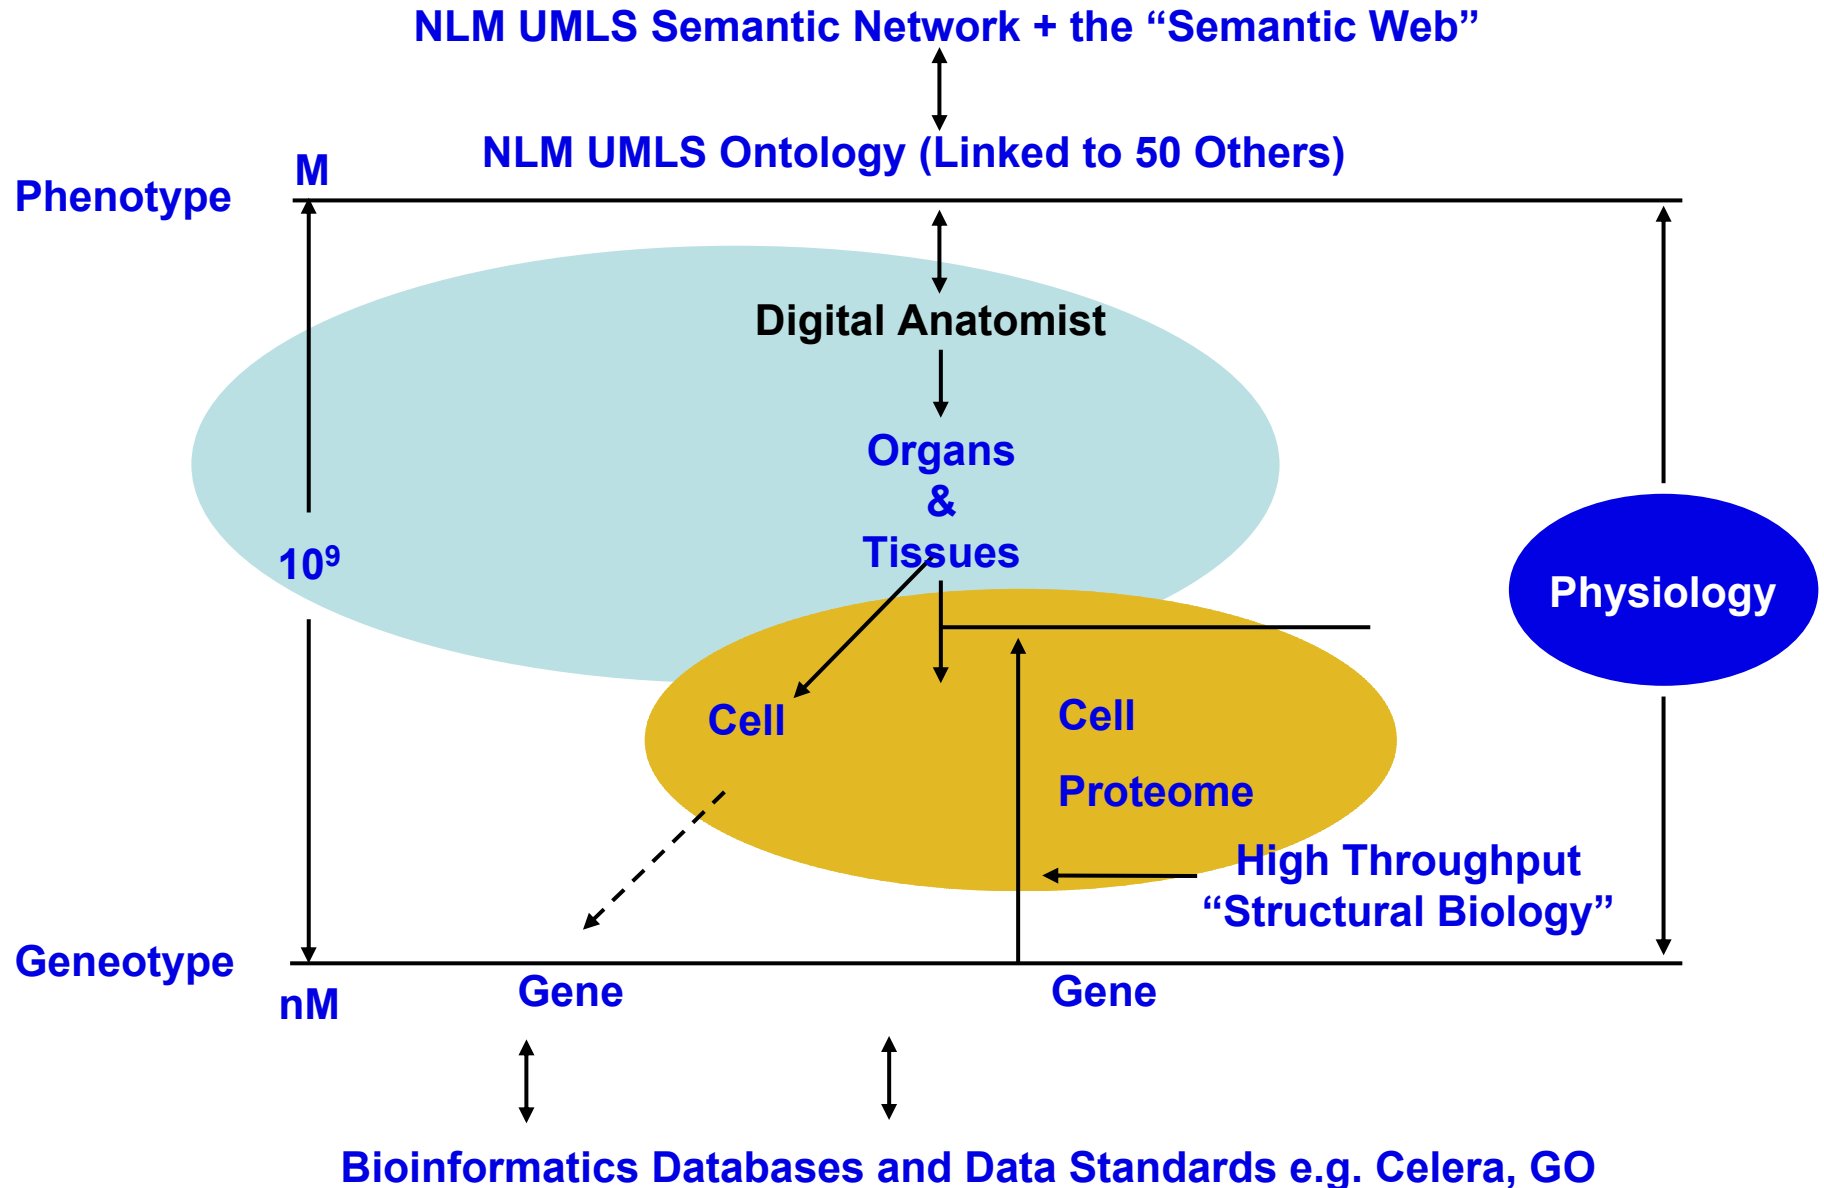 NLM UMLS Semantic Network + the “Semantic Web”
NLM UMLS Ontology (Linked to 50 Others)
M
Phenotype
Digital Anatomist
Organs
&
Tissues
10⁹
Physiology
Cell
Cell
Proteome
High Throughput
“Structural Biology”
Geneotype
nM
Gene
Gene
Bioinformatics Databases and Data Standards e.g. Celera, GO